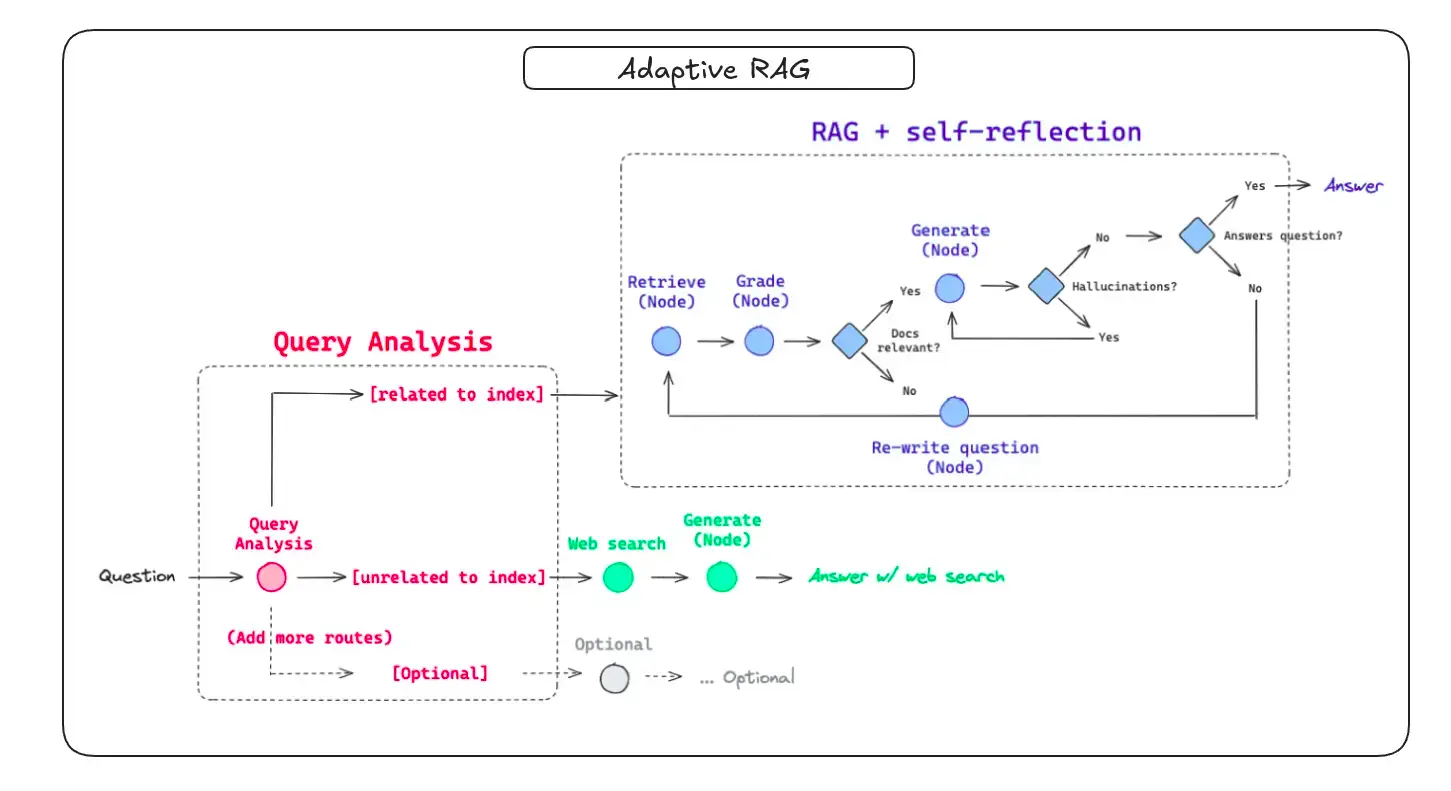 Adaptive RAG
RAG + self-reflection
Yes
Answer
Answers question?
No
Generate
(Node)
No
Hallucinations?
Yes
Retrieve
(Node)
Grade
(Node)
Yes
Docs
relevant?
No
Re-write question
(Node)
Query Analysis
[related to index]
Query
Analysis
Question
[unrelated to index]
Web search
Generate
(Node)
Answer w/ web search
(Add more routes)
[Optional]
Optional
... Optional